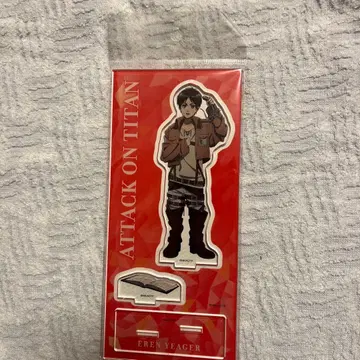 ATTACK ON TITAN
EREN YEAGER